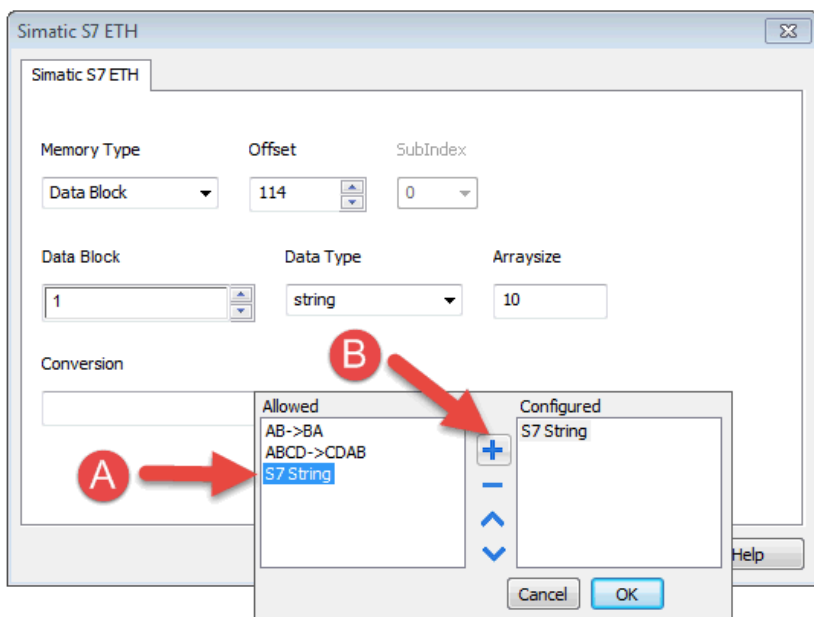 Simatic S7 ETH
Simatic S7 ETH
Memory Type Offset SubIndex
Data Block 114 0
Data Block Data Type Arraysize
1 string 10
B
Conversion
Allowed Configured
AB->BA S7 String
ABCD->CDAB
A S7 String
Help
Cancel OK